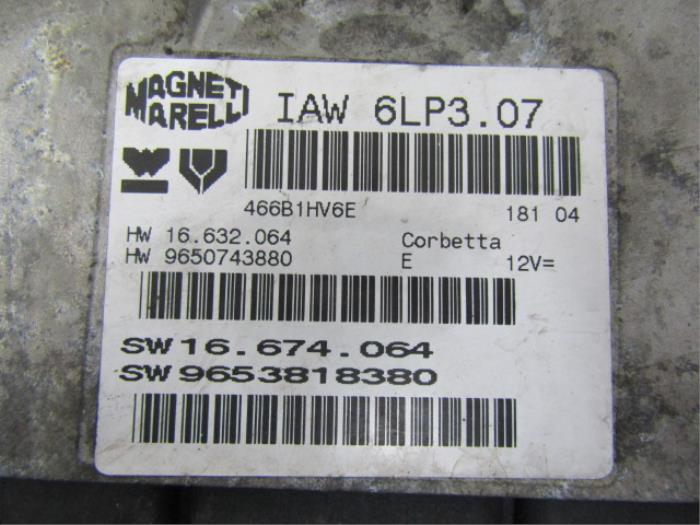 MAGNETI MARELLI
IAW 6LP3.07
466B1HV6E 181 04
HW 16.632.064 Corbetta
HW 9650743880 E 12V=
SW 16.674.064
SW 9653818380